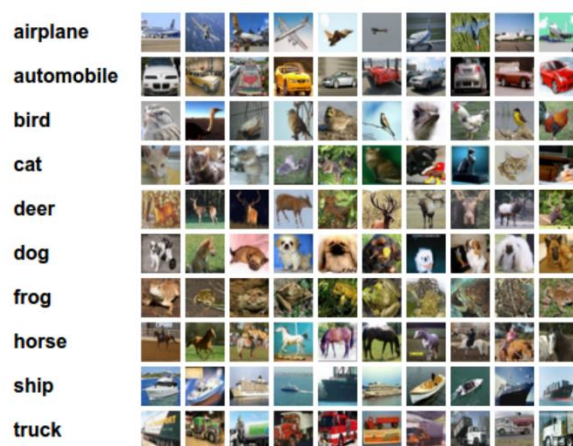 airplane
automobile
bird
cat
deer
dog
frog
horse
ship
truck